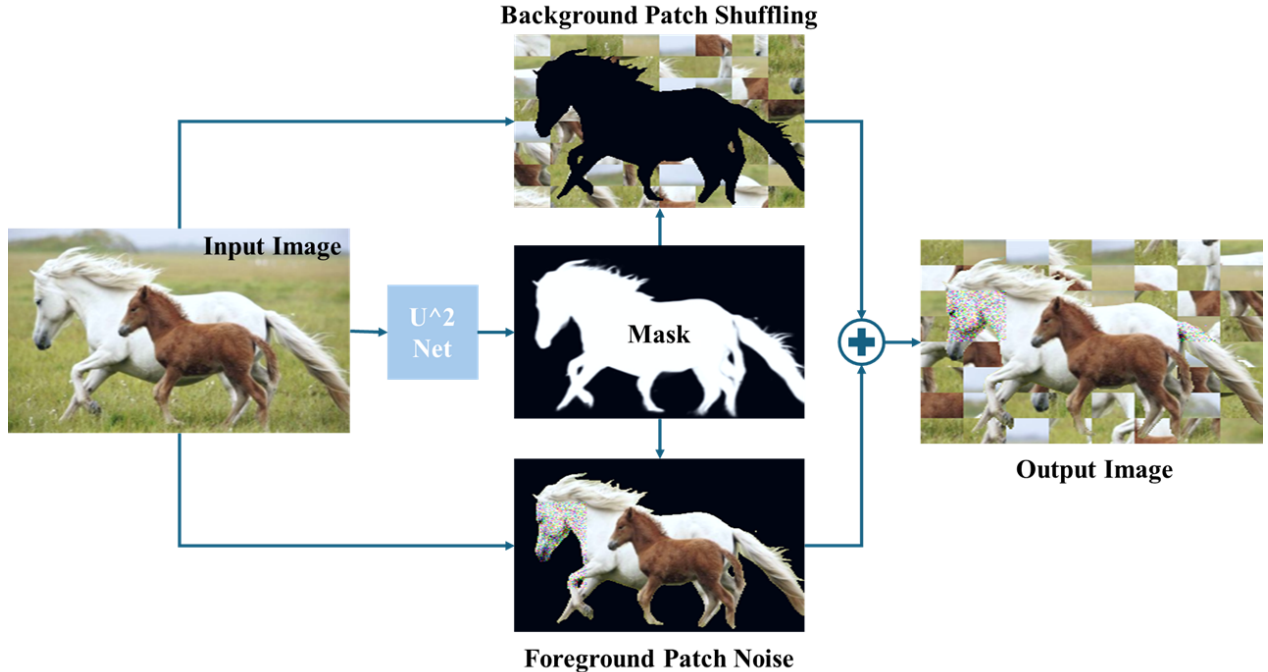 Background Patch Shuffling
Input Image
U^2
Net
Mask
Output Image
Foreground Patch Noise